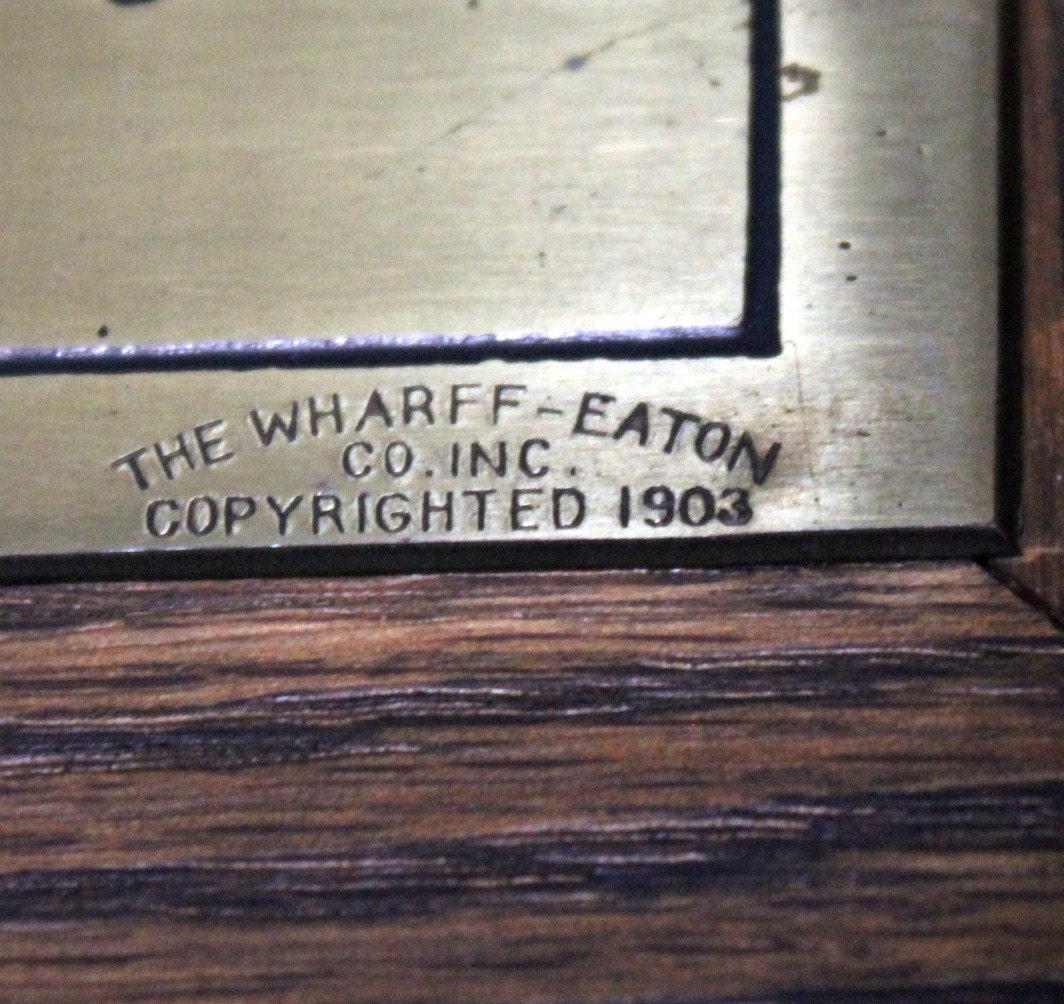 THE WHARFF-EATON
CO. INC.
COPYRIGHTED 1903